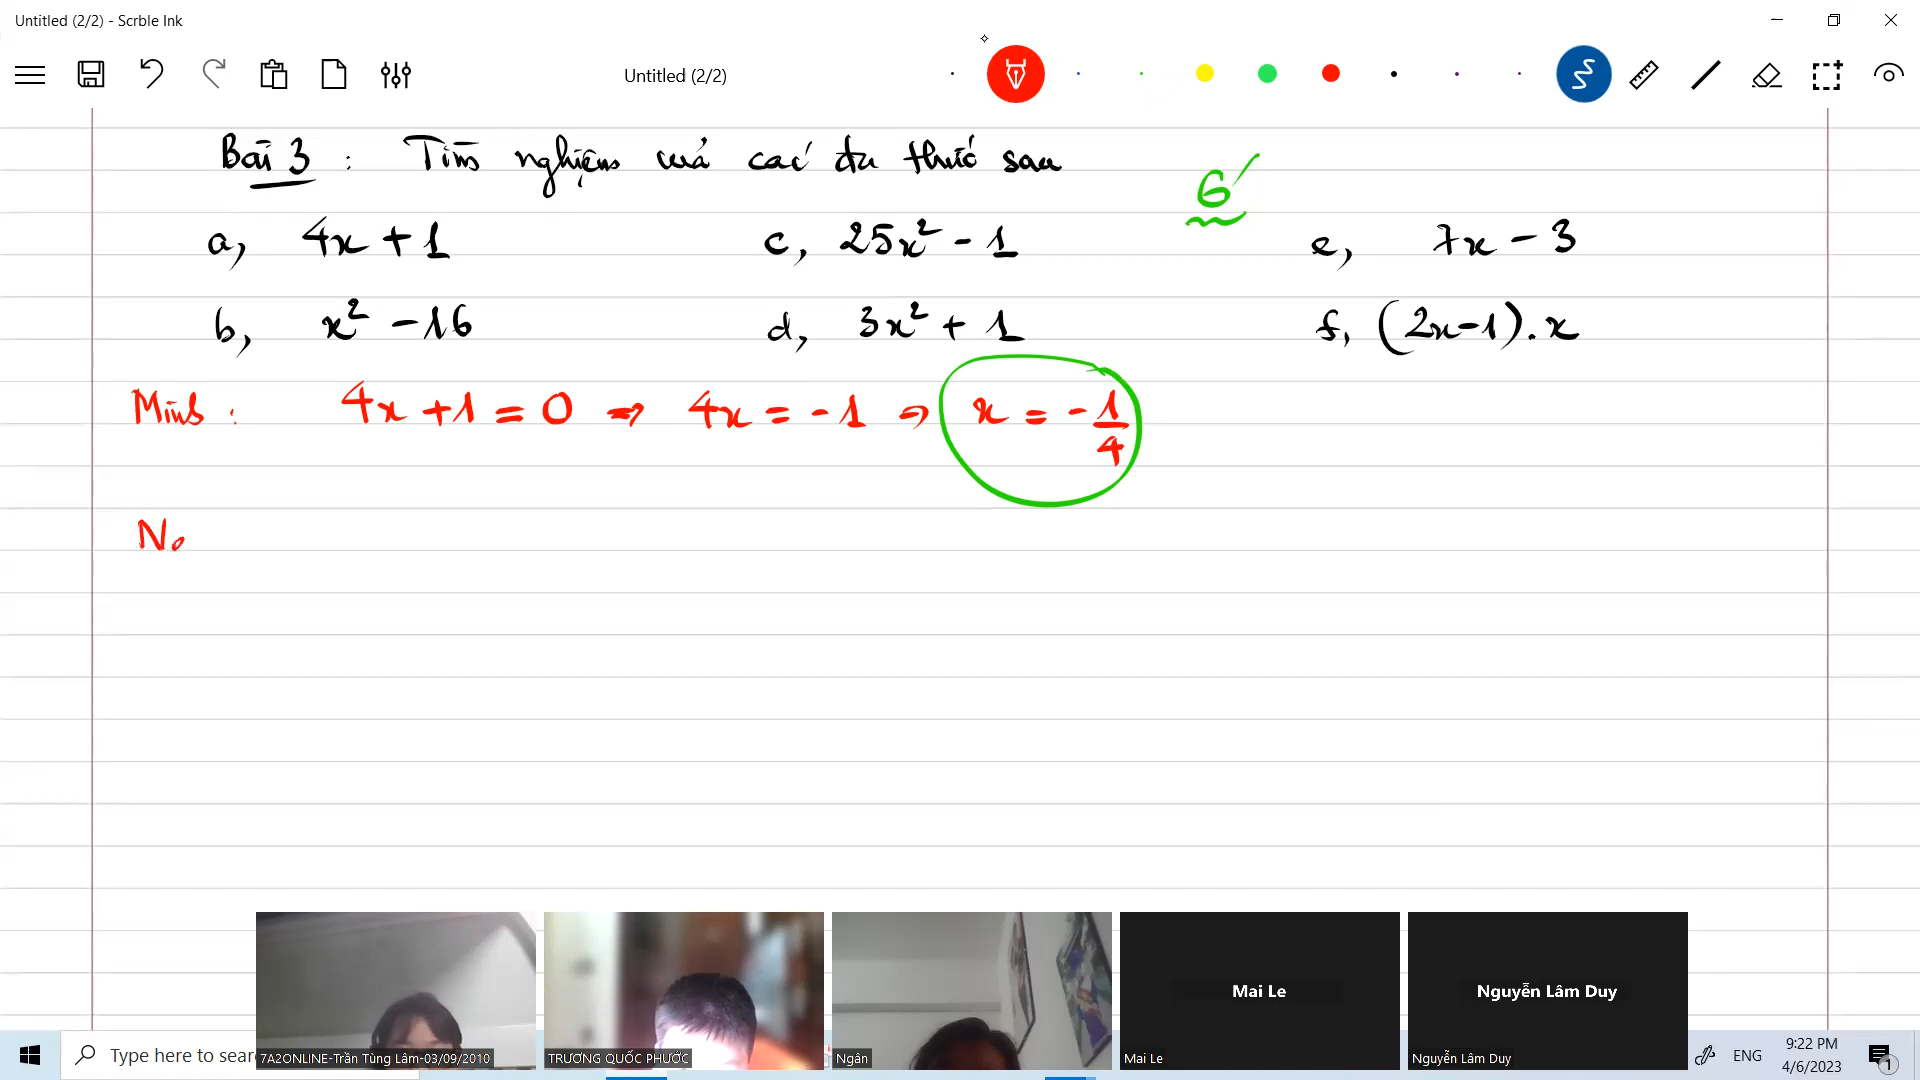 Untitled (2/2) - Scrble Ink
Untitled (2/2)
Bài 3 : Tìm nghiệm của các đa thức sau
6'
a, 4x + 1
c, 25x² - 1
e, 7x - 3
b, x² - 16
d, 3x² + 1
f, (2x-1).x
Minh : 4x + 1 = 0 ⇒ 4x = -1 ⇒ x = -1/4
7A2ONLINE-Trần Tùng Lâm-03/09/2010
TRƯƠNG QUỐC PHƯỚC
Ngân
Mai Le
Mai Le
Nguyễn Lâm Duy
Nguyễn Lâm Duy
Type here to sear
ENG
9:22 PM
4/6/2023
1